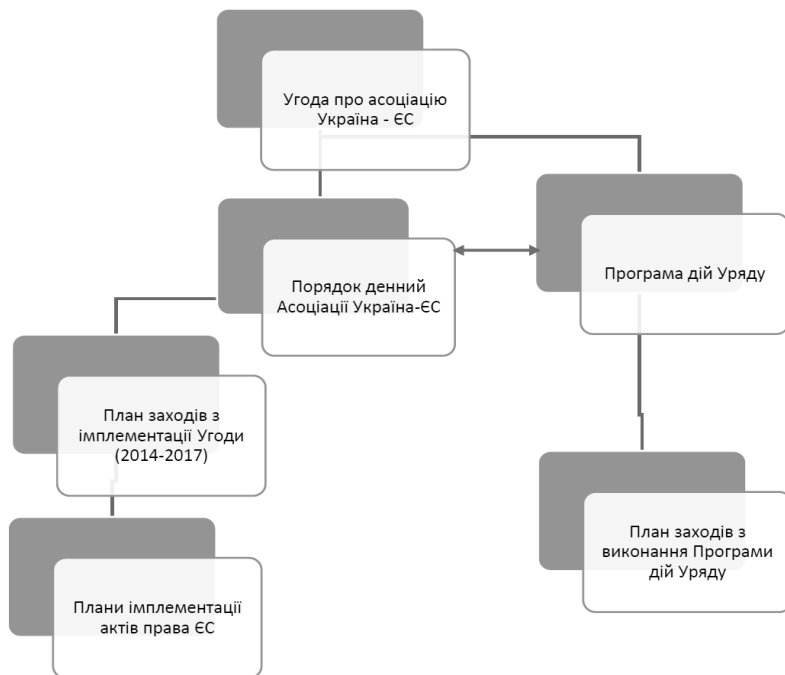 Угода про асоціацію
Україна - ЄС
Порядок денний
Асоціації Україна-ЄС
Програма дій Уряду
План заходів з
імплементації Угоди
(2014-2017)
Плани імплементації
актів права ЄС
План заходів з
виконання Програми
дій Уряду